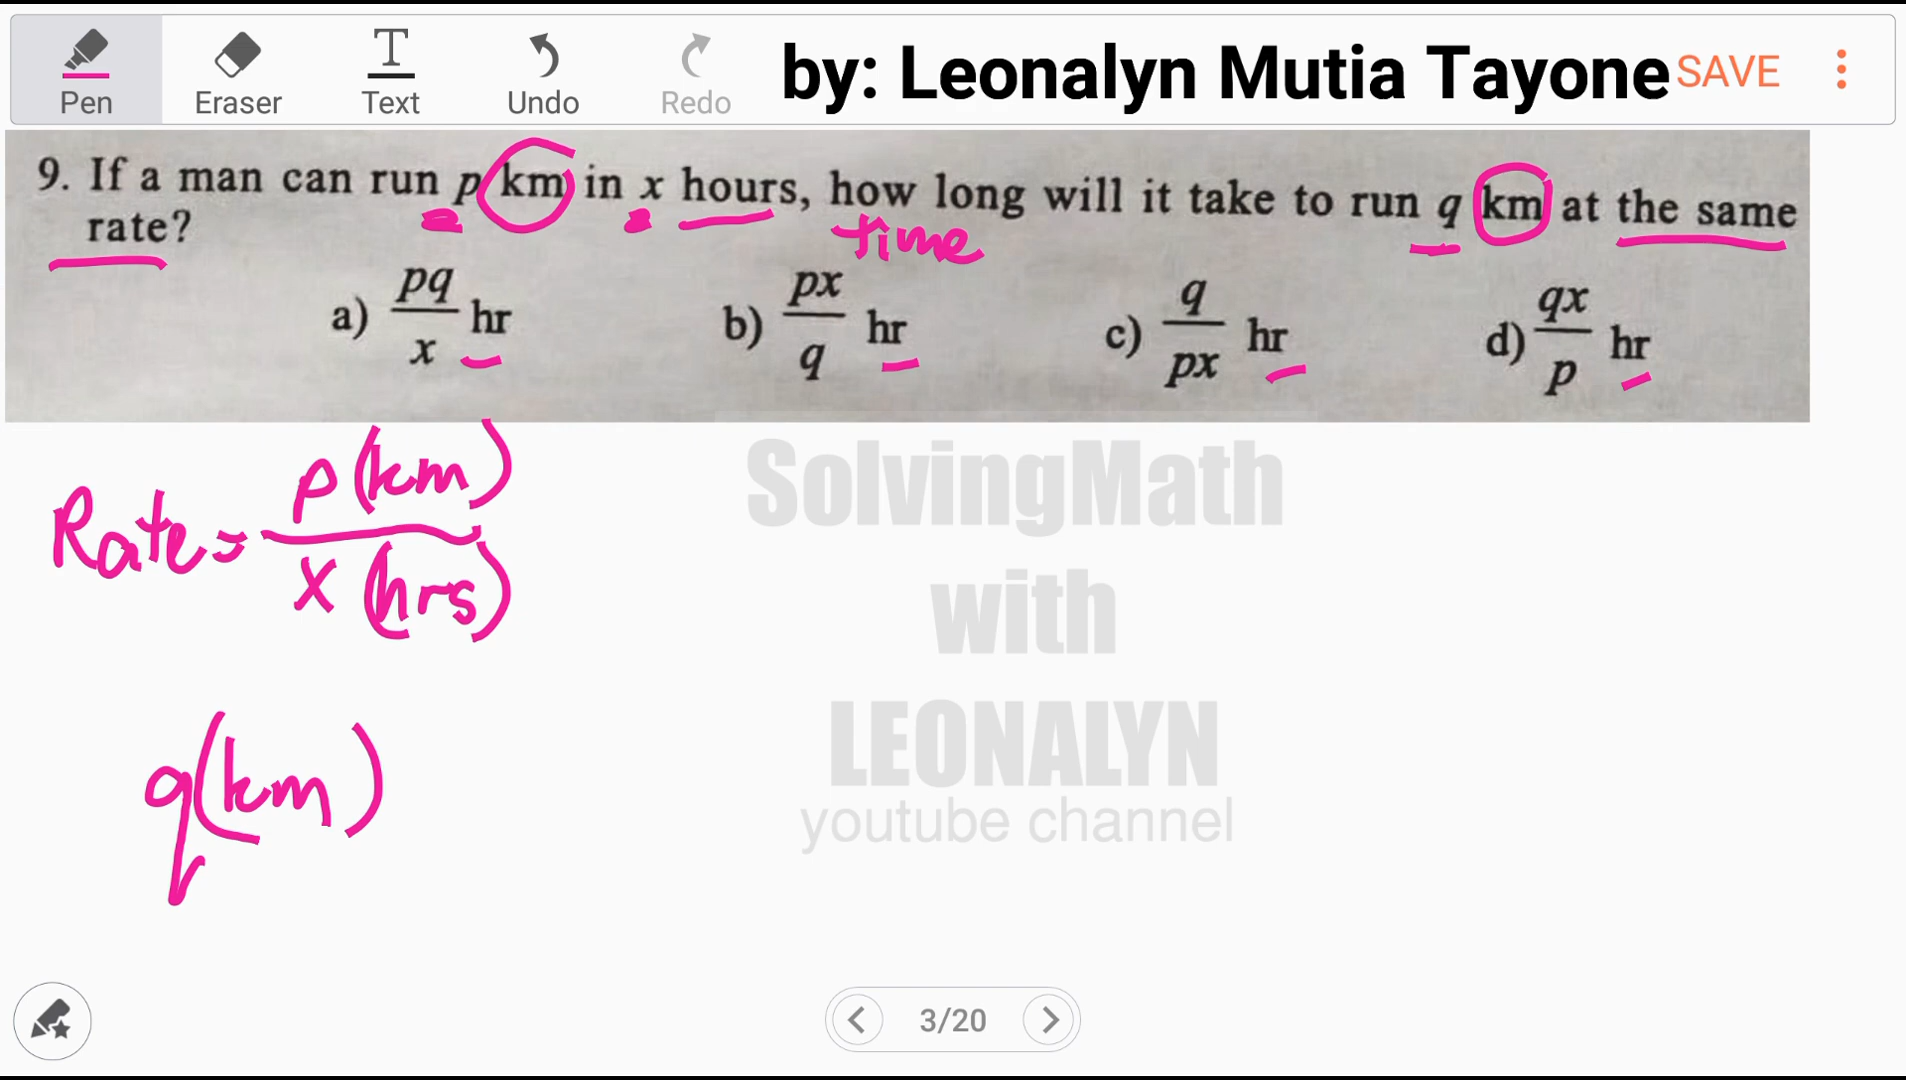 Pen Eraser Text Undo Redo by: Leonalyn Mutia Tayone SAVE
9. If a man can run p km in x hours, how long will it take to run q km at the same
rate?
time
a) pq/x hr b) px/q hr c) q/px hr d) qx/p hr
Rate = p(km)/x(hrs)
SolvingMath
with
LEONALYN
youtube channel
q(km)
3/20